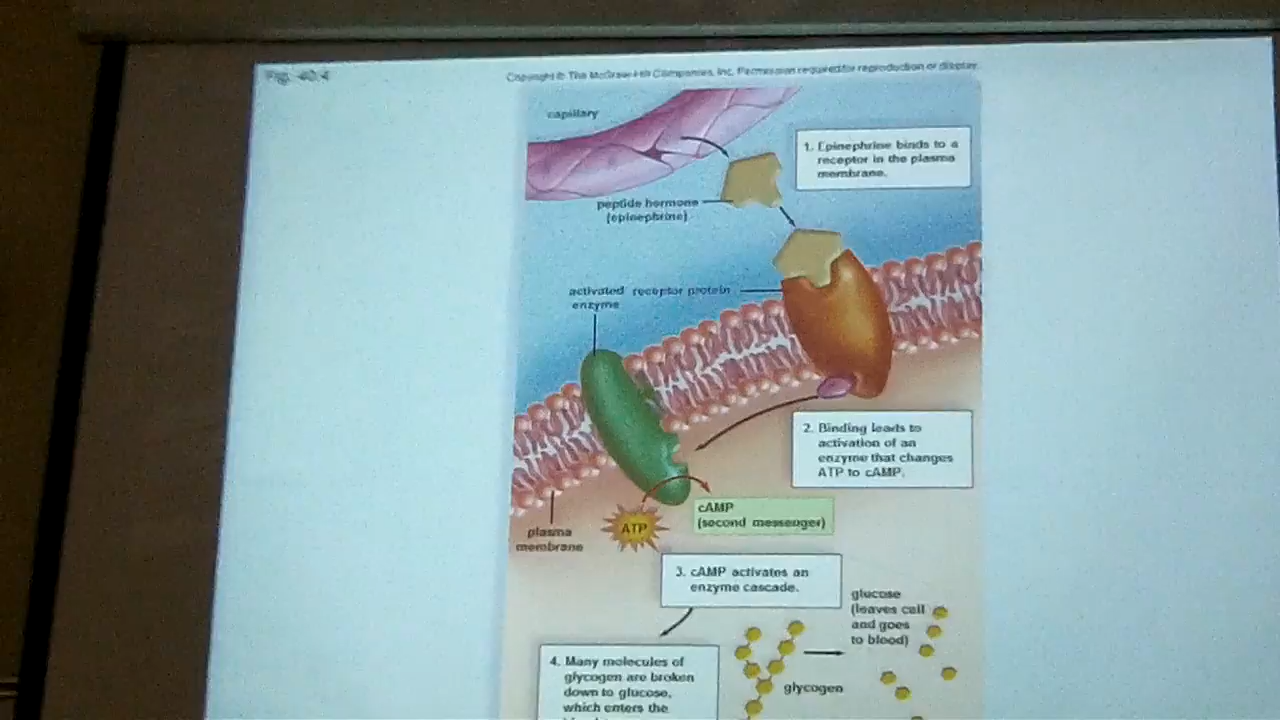 Fig. 40.4
Copyright © The McGraw-Hill Companies, Inc. Permission required for reproduction or display.
capillary
1. Epinephrine binds to a
receptor in the plasma
membrane.
peptide hormone
(epinephrine)
activated
enzyme
receptor protein
2. Binding leads to
activation of an
enzyme that changes
ATP to cAMP.
ATP
cAMP
(second messenger)
plasma
membrane
3. cAMP activates an
enzyme cascade.
glucose
(leaves cell
and goes
to blood)
glycogen
4. Many molecules of
glycogen are broken
down to glucose,
which enters the